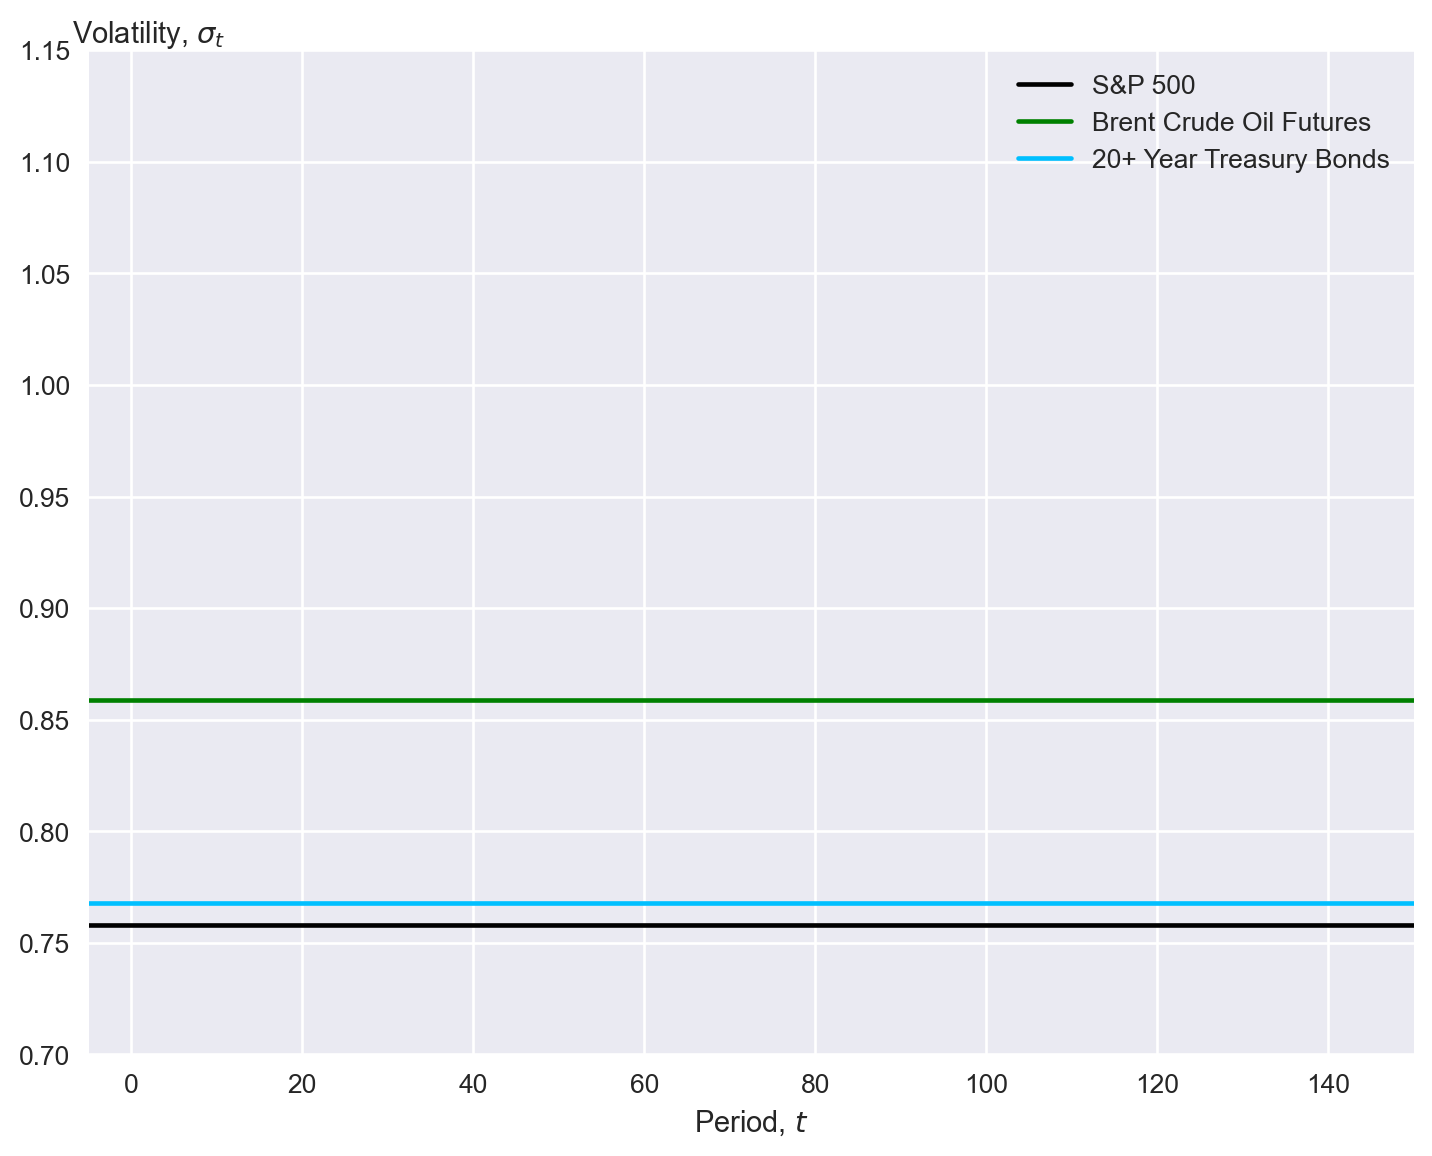 Volatility, σt
1.15
1.10
1.05
1.00
0.95
0.90
0.85
0.80
0.75
0.70
S&P 500
Brent Crude Oil Futures
20+ Year Treasury Bonds
0 20 40 60 80 100 120 140
Period, t